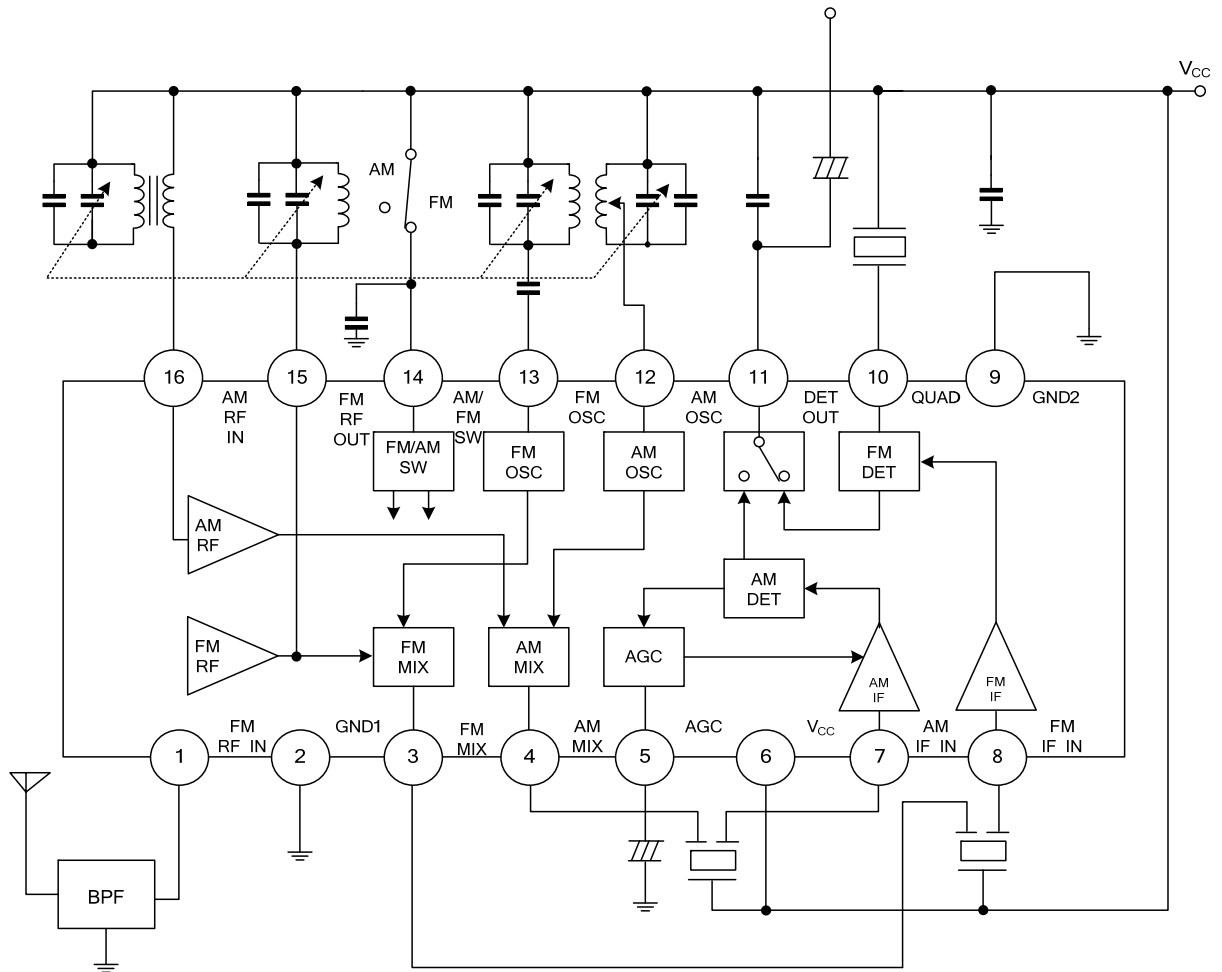 VCC
AM
FM
16
15
14
13
12
11
10
9
AM
RF
IN
FM
RF
OUT
AM/
FM
SW
FM
OSC
AM
OSC
DET
OUT
QUAD
GND2
FM/AM
SW
FM
OSC
AM
OSC
FM
DET
AM
RF
AM
DET
FM
RF
FM
MIX
AM
MIX
AGC
AM
IF
FM
IF
FM
RF IN
GND1
FM
MIX
AM
MIX
AGC
VCC
AM
IF IN
FM
IF IN
1
2
3
4
5
6
7
8
BPF